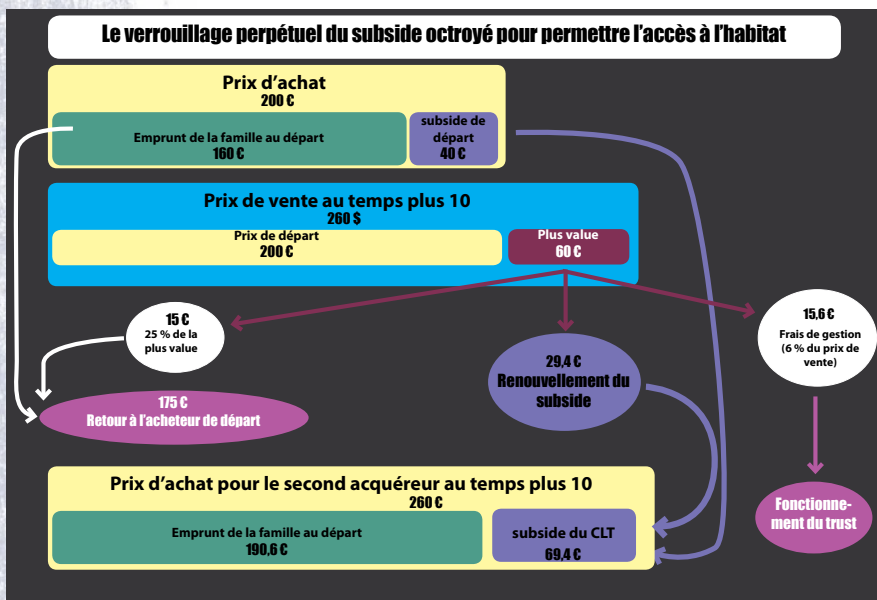 Le verrouillage perpétuel du subside octroyé pour permettre l'accès à l'habitat
Prix d'achat
200 €
Emprunt de la famille au départ
160 €
subside de
départ
40 €
Prix de vente au temps plus 10
260 $
Prix de départ
200 €
Plus value
60 €
15 €
25 % de la
plus value
29,4 €
Renouvellement du
subside
15,6 €
Frais de gestion
(6 % du prix de
vente)
175 €
Retour à l'acheteur de départ
Prix d'achat pour le second acquéreur au temps plus 10
260 €
Emprunt de la famille au départ
190,6 €
subside du CLT
69,4 €
Fonctionne-
ment du trust